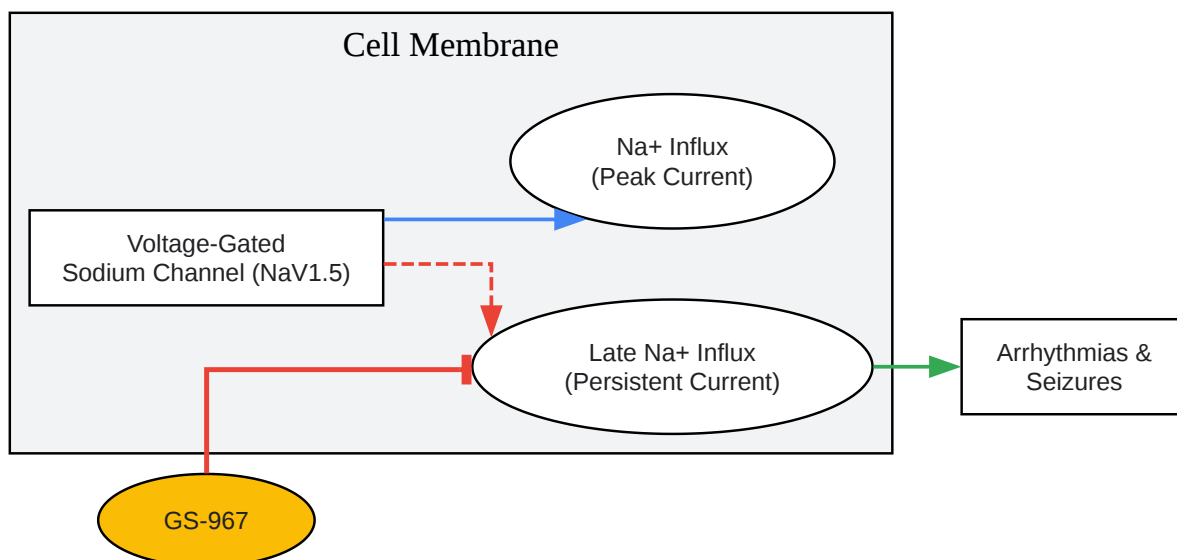 Cell Membrane
Na+ Influx
(Peak Current)
Voltage-Gated
Sodium Channel (NaV1.5)
Late Na+ Influx
(Persistent Current)
Arrhythmias &
Seizures
GS-967